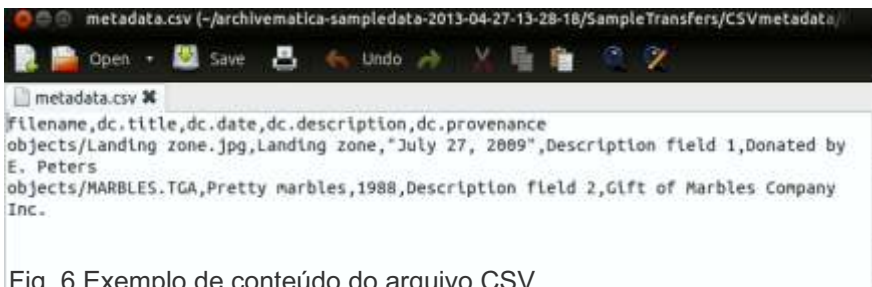 metadata.csv (~/archivematica-sampledata-2013-04-27-13-28-18/SampleTransfers/CSVmetadata/
Open Save Undo
metadata.csv
filename,dc.title,dc.date,dc.description,dc.provenance
objects/Landing zone.jpg,Landing zone,"July 27, 2009",Description field 1,Donated by
E. Peters
objects/MARBLES.TGA,Pretty marbles,1988,Description field 2,Gift of Marbles Company
Inc.
Fig. 6 Exemplo de conteúdo do arquivo CSV